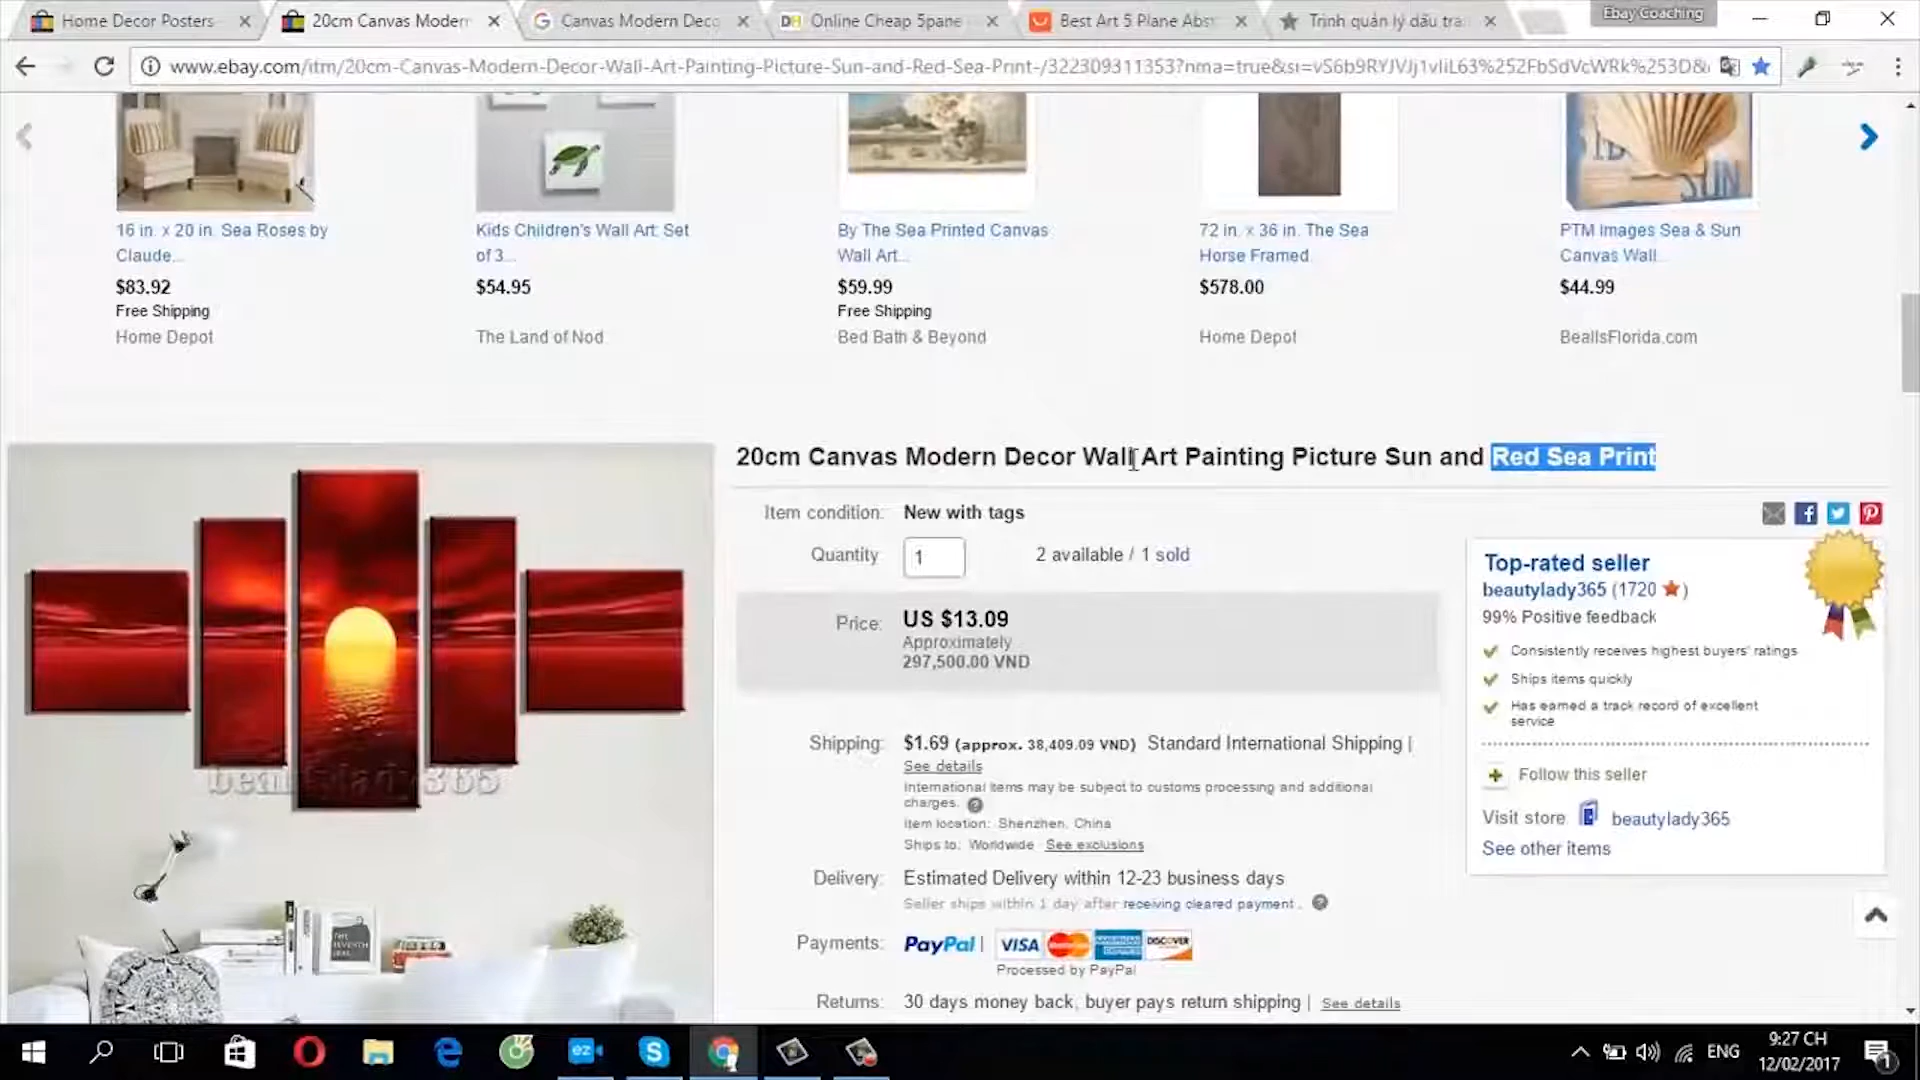 Home Decor Posters
20cm Canvas Modern
Canvas Modern Deco
DH Online Cheap 5pane
Best Art 5 Plane Abs
Trình quản lý dấu tra
Ebay Coaching
www.ebay.com/itm/20cm-Canvas-Modern-Decor-Wall-Art-Painting-Picture-Sun-and-Red-Sea-Print-/322309311353?nma=true&si=vS6b9RYJVJj1vliL63%252FbSdVcWRk%253D&
SUN
16 in. x 20 in. Sea Roses by
Claude...
$83.92
Free Shipping
Home Depot
Kids Children's Wall Art: Set
of 3...
$54.95
The Land of Nod
By The Sea Printed Canvas
Wall Art...
$59.99
Free Shipping
Bed Bath & Beyond
72 in. x 36 in. The Sea
Horse Framed...
$578.00
Home Depot
PTM Images Sea & Sun
Canvas Wall...
$44.99
BeallsFlorida.com
20cm Canvas Modern Decor Wall Art Painting Picture Sun and Red Sea Print
Item condition: New with tags
Quantity: 1 2 available / 1 sold
Price: US $13.09
Approximately
297,500.00 VND
Shipping: $1.69 (approx. 38,409.09 VND) Standard International Shipping |
See details
International items may be subject to customs processing and additional
charges.
Item location: Shenzhen, China
Ships to: Worldwide See exclusions
Delivery: Estimated Delivery within 12-23 business days
Seller ships within 1 day after receiving cleared payment.
Payments: PayPal | VISA MasterCard AMERICAN EXPRESS DISCOVER
Processed by PayPal
Returns: 30 days money back, buyer pays return shipping | See details
Top-rated seller
beautylady365 (1720 )
99% Positive feedback
Consistently receives highest buyers' ratings
Ships items quickly
Has earned a track record of excellent
service
Follow this seller
Visit store beautylady365
See other items
beautylady365
THE
SEVENTH
ez
ENG
9:27 CH
12/02/2017
1